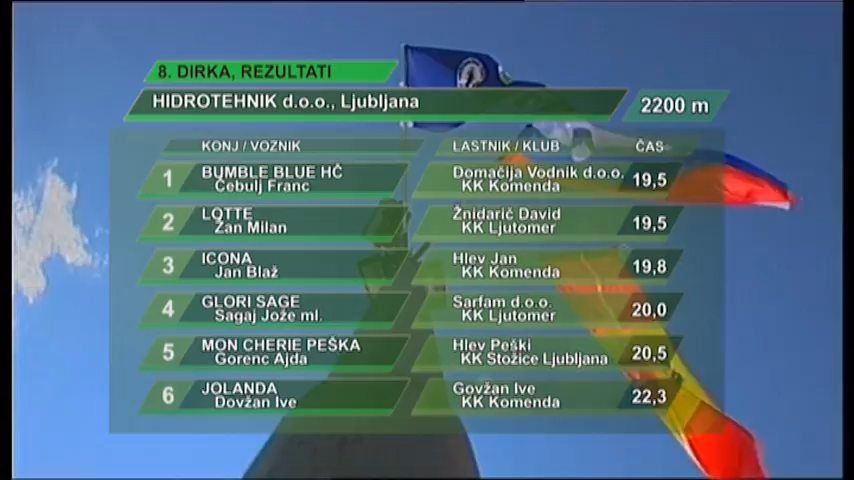 8. DIRKA, REZULTATI
HIDROTEHNIK d.o.o., Ljubljana
2200 m
KONJ / VOZNIK LASTNIK / KLUB ČAS
1 BUMBLE BLUE HČ Domačija Vodnik d.o.o. 19,5
Čebulj Franc KK Komenda
2 LOTTE Žnidarič David 19,5
Žan Milan KK Ljutomer
3 ICONA Hlev Jan 19,8
Jan Blaž KK Komenda
4 GLORI SAGE Sarfam d.o.o. 20,0
Sagaj Jože ml. KK Ljutomer
5 MON CHERIE PEŠKA Hlev Peški 20,5
Gorenc Ajda KK Stožice Ljubljana
6 JOLANDA Govžan Ive 22,3
Dovžan Ive KK Komenda